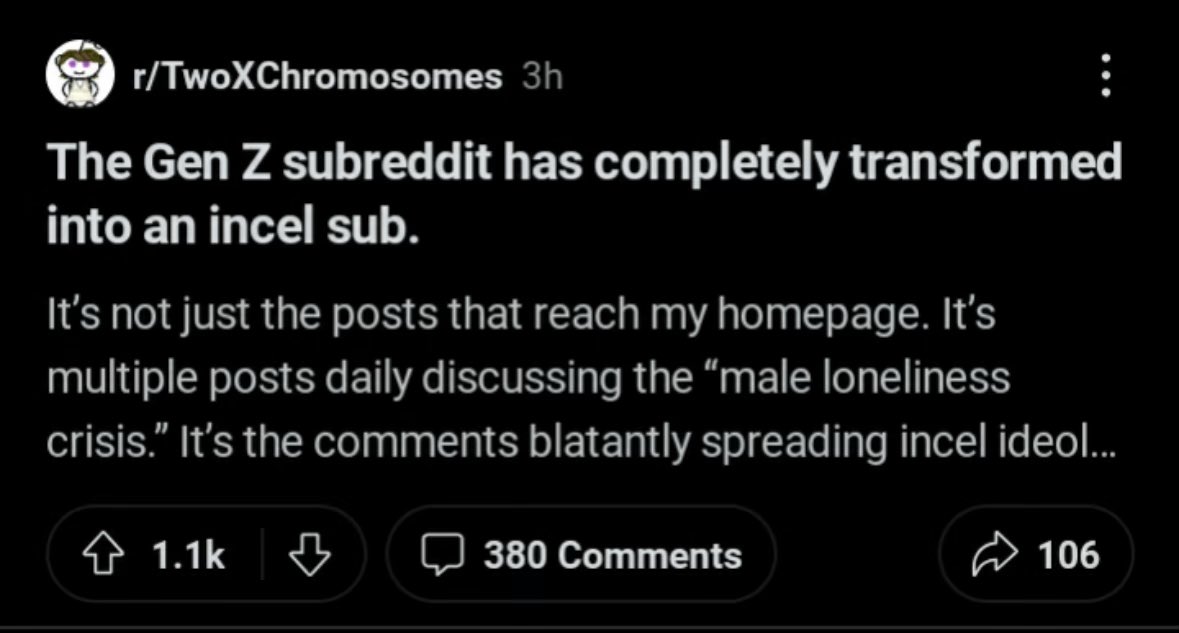 r/TwoXChromosomes 3h
The Gen Z subreddit has completely transformed
into an incel sub.
It's not just the posts that reach my homepage. It's
multiple posts daily discussing the “male loneliness
crisis.” It's the comments blatantly spreading incel ideol...
1.1k 380 Comments 106